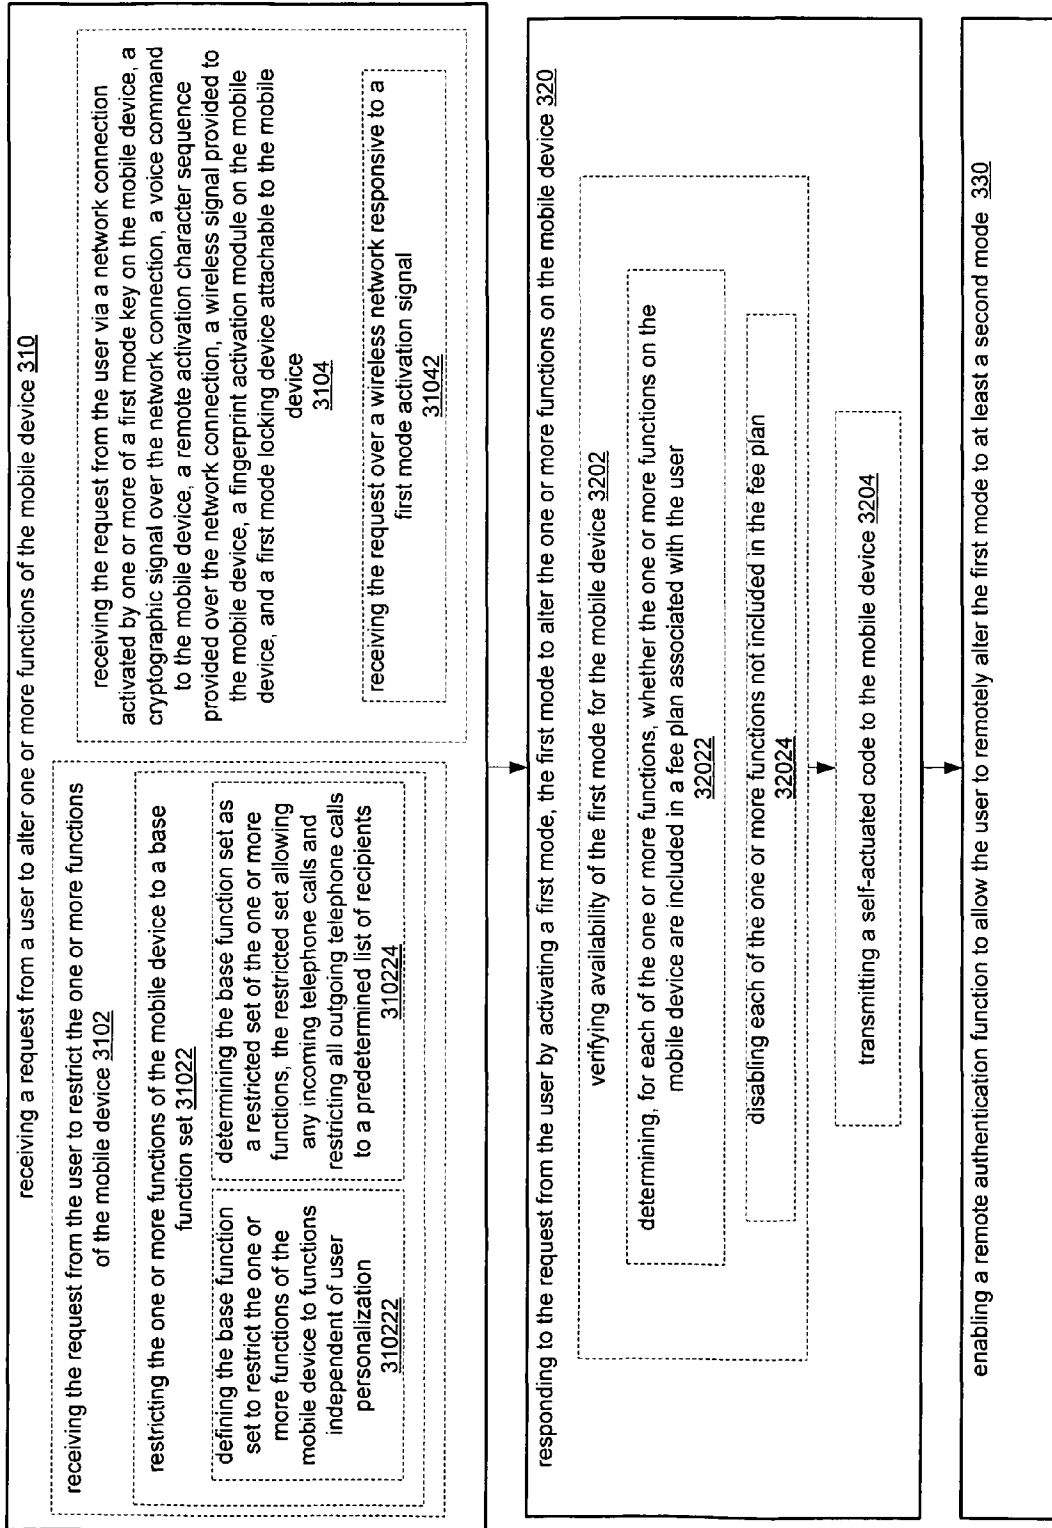 receiving a request from a user to alter one or more functions of the mobile device 310
receiving the request from the user to restrict the one or more functions
of the mobile device 3102
restricting the one or more functions of the mobile device to a base
function set 31022
defining the base function
set to restrict the one or
more functions of the
mobile device to functions
independent of user
personalization
310222
determining the base function set as
a restricted set of the one or more
functions, the restricted set allowing
any incoming telephone calls and
restricting all outgoing telephone calls
to a predetermined list of recipients
310224
receiving the request from the user via a network connection
activated by one or more of a first mode key on the mobile device, a
cryptographic signal over the network connection, a voice command
to the mobile device, a remote activation character sequence
provided over the network connection, a wireless signal provided to
the mobile device, a fingerprint activation module on the mobile
device, and a first mode locking device attachable to the mobile
device
3104
receiving the request over a wireless network responsive to a
first mode activation signal
31042
responding to the request from the user by activating a first mode, the first mode to alter the one or more functions on the mobile device 320
verifying availability of the first mode for the mobile device 3202
determining, for each of the one or more functions, whether the one or more functions on the
mobile device are included in a fee plan associated with the user
32022
disabling each of the one or more functions not included in the fee plan
32024
transmitting a self-actuated code to the mobile device 3204
enabling a remote authentication function to allow the user to remotely alter the first mode to at least a second mode 330